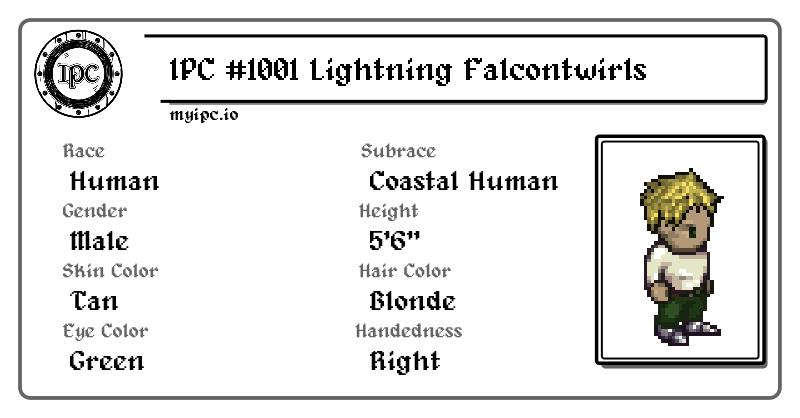 IPC
IPC #1001 Lightning Falcontwirls
myipc.io
Race
Human
Subrace
Coastal Human
Gender
Male
Height
5'6"
Skin Color
Tan
Hair Color
Blonde
Eye Color
Green
Handedness
Right